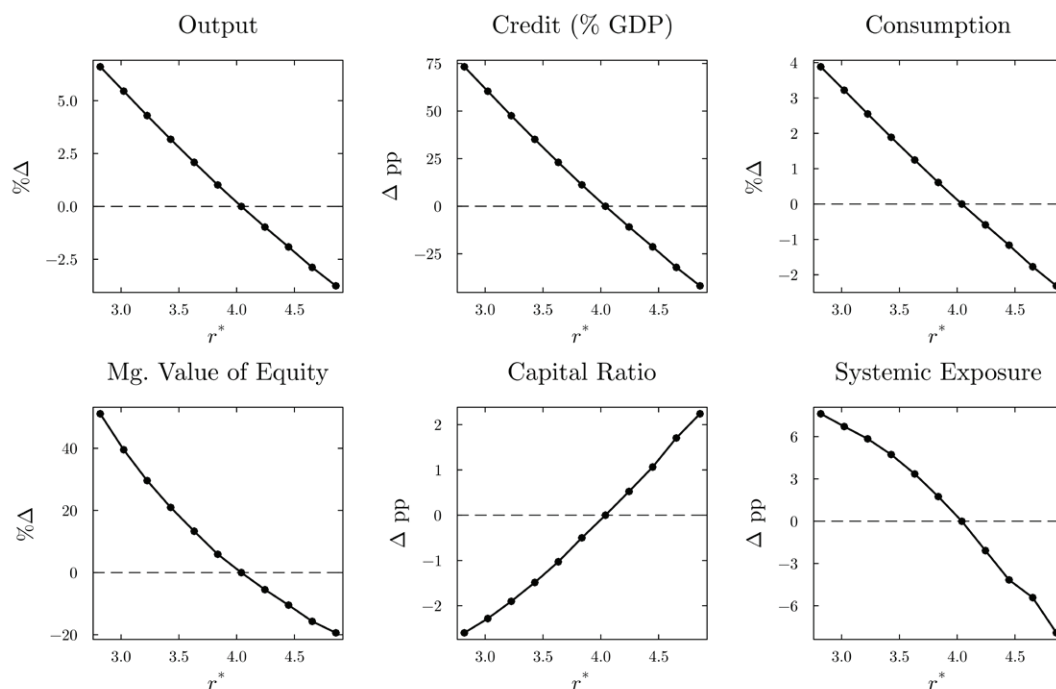 Output
Credit (% GDP)
Consumption
%Δ
5.0
2.5
0.0
−2.5
3.0 3.5 4.0 4.5
r*
Δ pp
75
50
25
0
−25
3.0 3.5 4.0 4.5
r*
%Δ
4
3
2
1
0
−1
−2
3.0 3.5 4.0 4.5
r*
Mg. Value of Equity
Capital Ratio
Systemic Exposure
%Δ
40
20
0
−20
3.0 3.5 4.0 4.5
r*
Δ pp
2
1
0
−1
−2
3.0 3.5 4.0 4.5
r*
Δ pp
6
3
0
−3
−6
3.0 3.5 4.0 4.5
r*